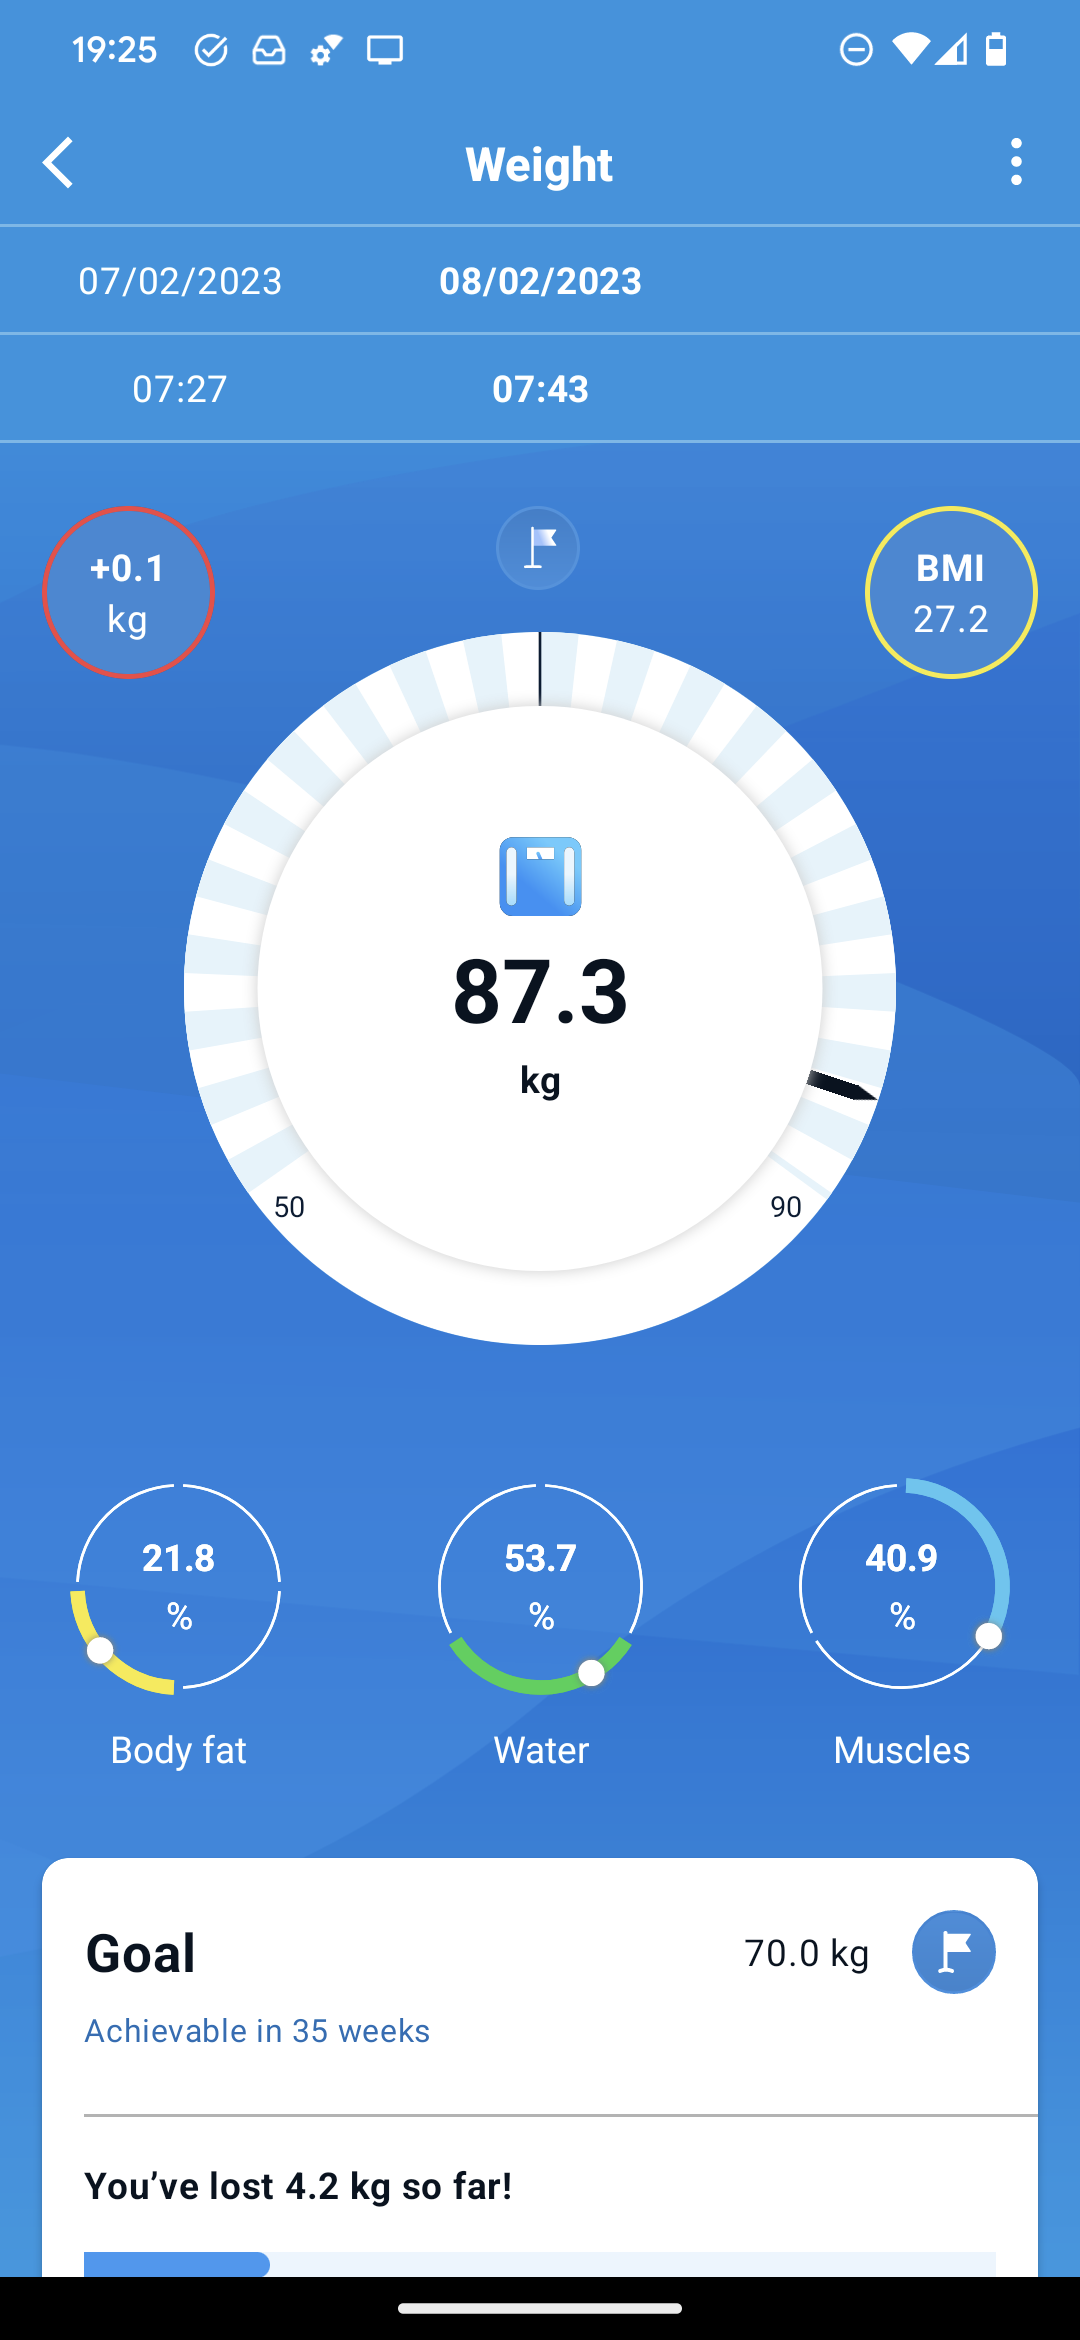 19:25
Weight
07/02/2023 08/02/2023
07:27 07:43
+0.1
kg
BMI
27.2
87.3
kg
50 90
21.8
%
Body fat
53.7
%
Water
40.9
%
Muscles
Goal 70.0 kg
Achievable in 35 weeks
You’ve lost 4.2 kg so far!